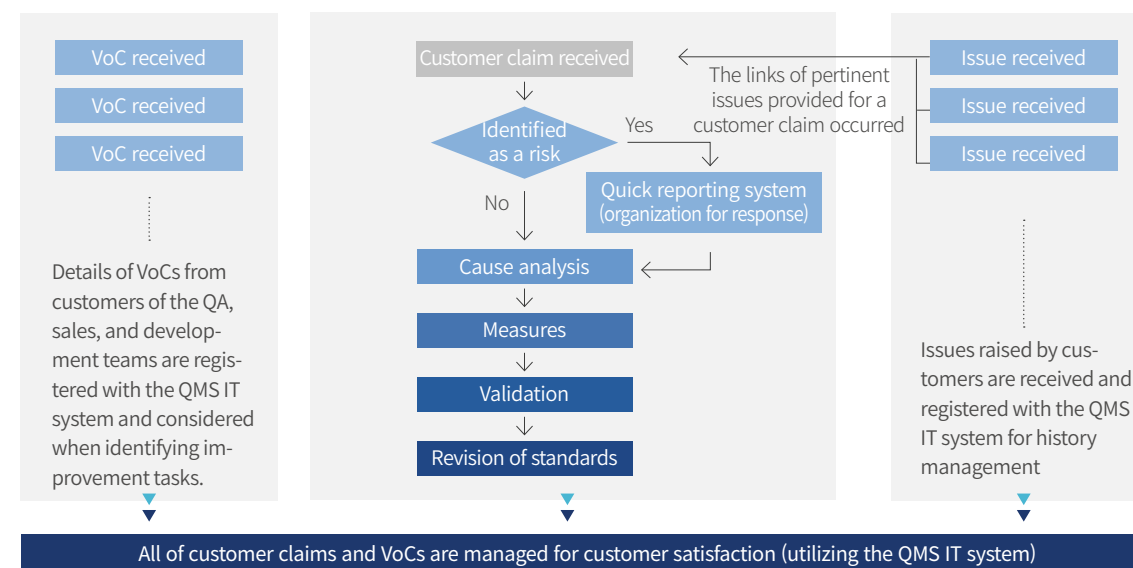 VoC received
VoC received
VoC received
Details of VoCs from
customers of the QA,
sales, and develop-
ment teams are regis-
tered with the QMS IT
system and considered
when identifying im-
provement tasks.
Customer claim received
Identified
as a risk
Yes
No
Quick reporting system
(organization for response)
Cause analysis
Measures
Validation
Revision of standards
The links of pertinent
issues provided for a
customer claim occurred
Issue received
Issue received
Issue received
Issues raised by cus-
tomers are received and
registered with the QMS
IT system for history
management
All of customer claims and VoCs are managed for customer satisfaction (utilizing the QMS IT system)